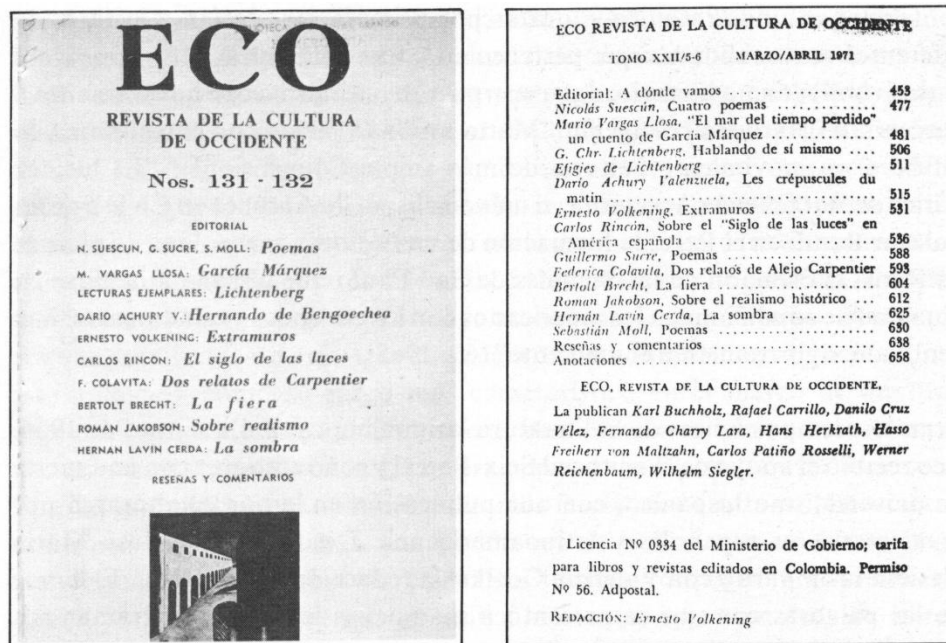 ECO
REVISTA DE LA CULTURA
DE OCCIDENTE
Nos. 131 - 132
EDITORIAL
N. SUESCUN, G. SUCRE, S. MOLL: Poemas
M. VARGAS LLOSA: García Márquez
LECTURAS EJEMPLARES: Lichtenberg
DARIO ACHURY V.: Hernando de Bengoechea
ERNESTO VOLKENING: Extramuros
CARLOS RINCON: El siglo de las luces
F. COLAVITA: Dos relatos de Carpentier
BERTOLT BRECHT: La fiera
ROMAN JAKOBSON: Sobre realismo
HERNAN LAVIN CERDA: La sombra
RESEÑAS Y COMENTARIOS
ECO REVISTA DE LA CULTURA DE OCCIDENTE
TOMO XXII/5-6 MARZO/ABRIL 1971
Editorial: A dónde vamos 453
Nicolás Suescún, Cuatro poemas 477
Mario Vargas Llosa, "El mar del tiempo perdido"
un cuento de García Márquez 481
G. Chr. Lichtenberg, Hablando de sí mismo .... 506
Efigies de Lichtenberg 511
Darío Achury Valenzuela, Les crépuscules du
matin 515
Ernesto Volkening, Extramuros 531
Carlos Rincón, Sobre el "Siglo de las luces" en
América española 536
Guillermo Sucre, Poemas 588
Federica Colavita, Dos relatos de Alejo Carpentier 593
Bertolt Brecht, La fiera 604
Roman Jakobson, Sobre el realismo histórico ... 612
Hernán Lavín Cerda, La sombra 625
Sebastián Moll, Poemas 630
Reseñas y comentarios 638
Anotaciones 658
ECO, REVISTA DE LA CULTURA DE OCCIDENTE,
La publican Karl Buchholz, Rafael Carrillo, Danilo Cruz
Vélez, Fernando Charry Lara, Hans Herkrath, Hasso
Freiherr von Maltzahn, Carlos Patiño Rosselli, Werner
Reichenbaum, Wilhelm Siegler.
Licencia Nº 0334 del Ministerio de Gobierno; tarifa
para libros y revistas editados en Colombia. Permiso
Nº 56. Adpostal.
REDACCIÓN: Ernesto Volkening